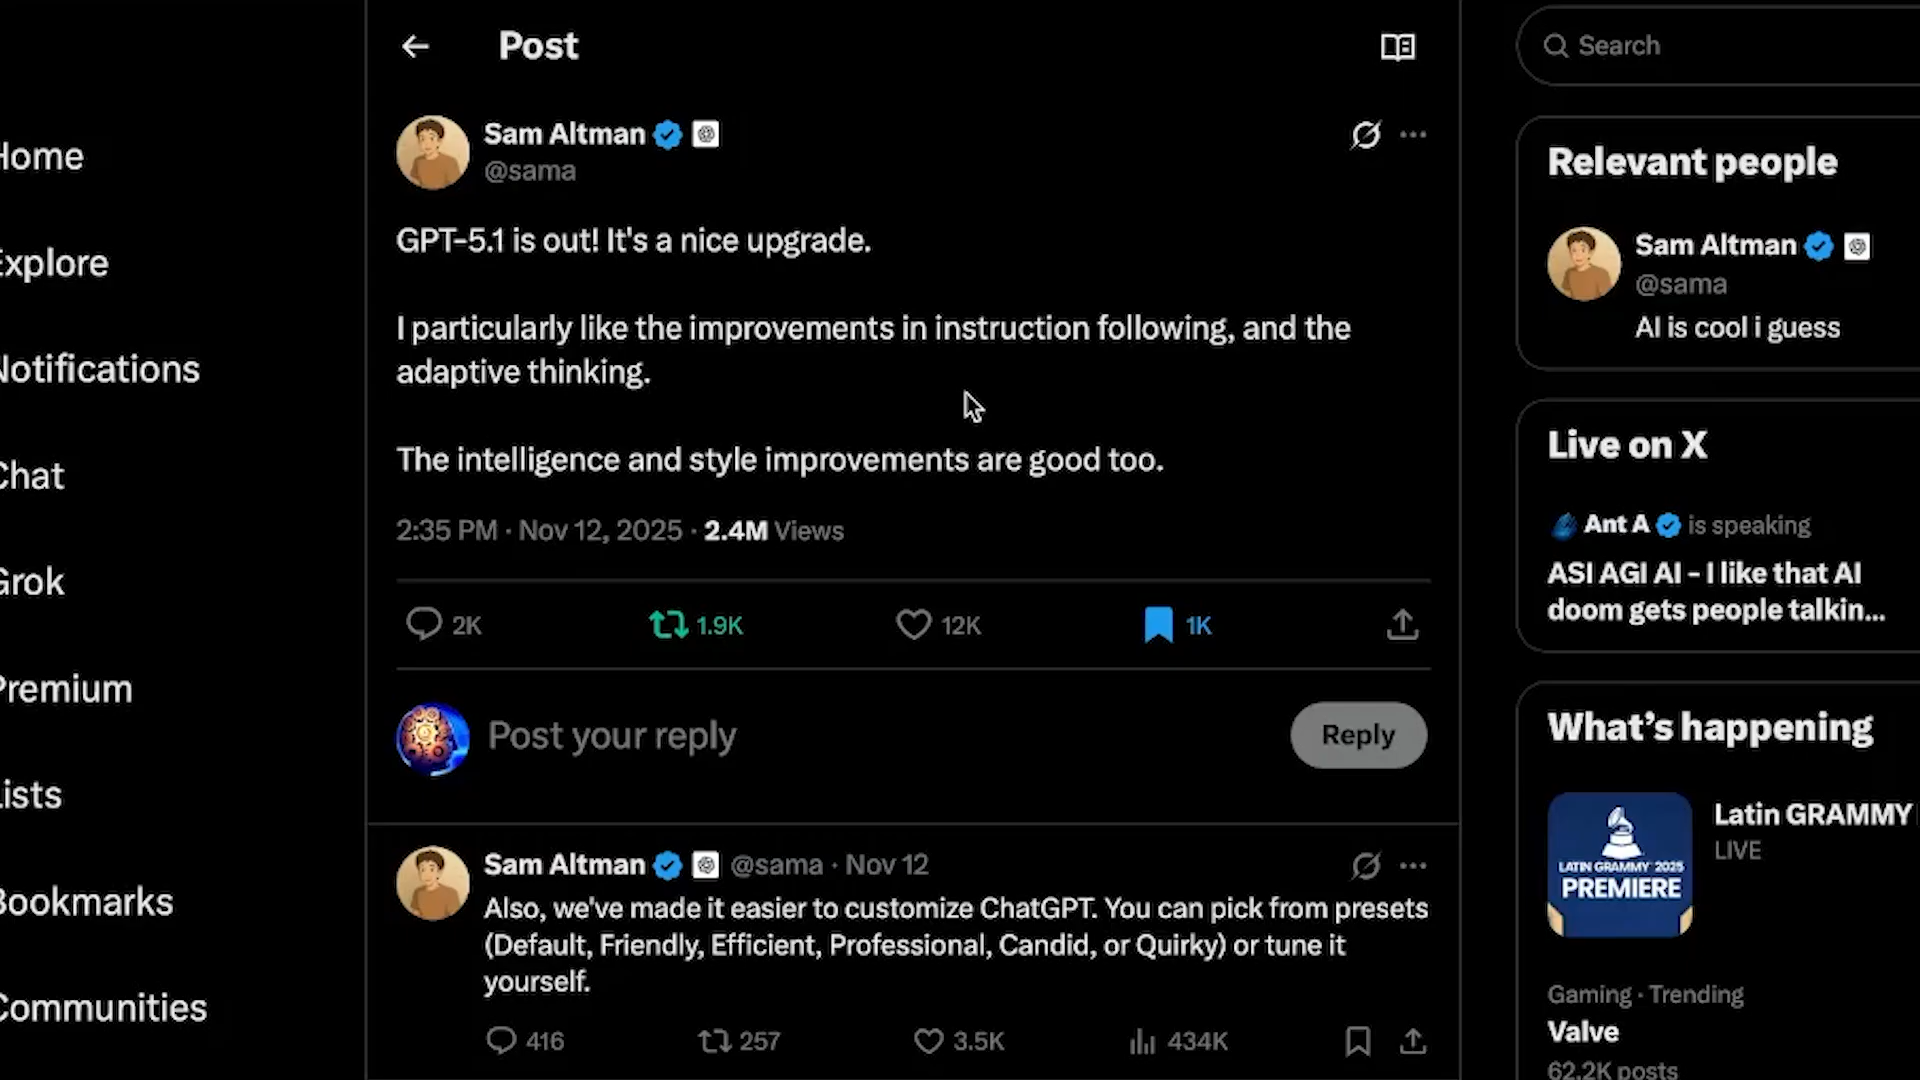 Post
Search
Home
Explore
Notifications
Chat
Grok
Premium
Lists
Bookmarks
Communities
Sam Altman
@sama
GPT-5.1 is out! It's a nice upgrade.
I particularly like the improvements in instruction following, and the
adaptive thinking.
The intelligence and style improvements are good too.
2:35 PM · Nov 12, 2025 · 2.4M Views
2K 1.9K 12K 1K
Post your reply
Reply
Sam Altman @sama · Nov 12
Also, we've made it easier to customize ChatGPT. You can pick from presets
(Default, Friendly, Efficient, Professional, Candid, or Quirky) or tune it
yourself.
416 257 3.5K 434K
Relevant people
Sam Altman
@sama
AI is cool i guess
Live on X
Ant A is speaking
ASI AGI AI - I like that AI
doom gets people talkin...
What's happening
LATIN GRAMMY 2025
PREMIERE
Latin GRAMMY
LIVE
Gaming · Trending
Valve
62.2K posts